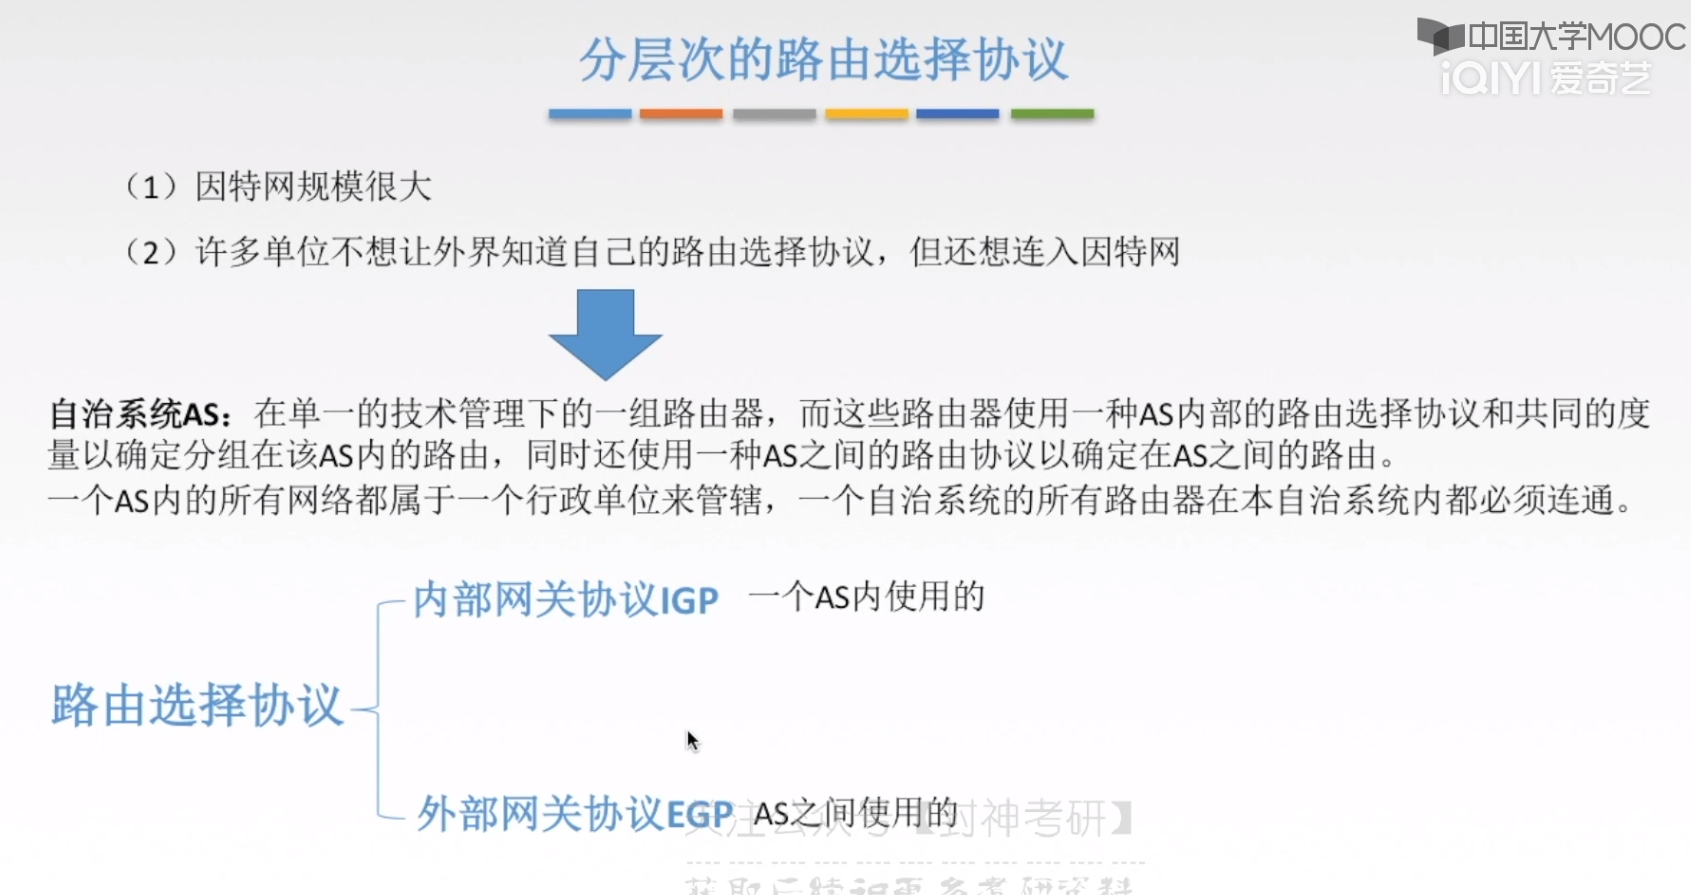 中国大学MOOC
iQIYI 爱奇艺
分层次的路由选择协议
（1）因特网规模很大
（2）许多单位不想让外界知道自己的路由选择协议，但还想连入因特网
自治系统AS：在单一的技术管理下的一组路由器，而这些路由器使用一种AS内部的路由选择协议和共同的度
量以确定分组在该AS内的路由，同时还使用一种AS之间的路由协议以确定在AS之间的路由。
一个AS内的所有网络都属于一个行政单位来管辖，一个自治系统的所有路由器在本自治系统内都必须连通。
内部网关协议IGP 一个AS内使用的
路由选择协议
外部网关协议EGP AS之间使用的
关注公众号【封神考研】